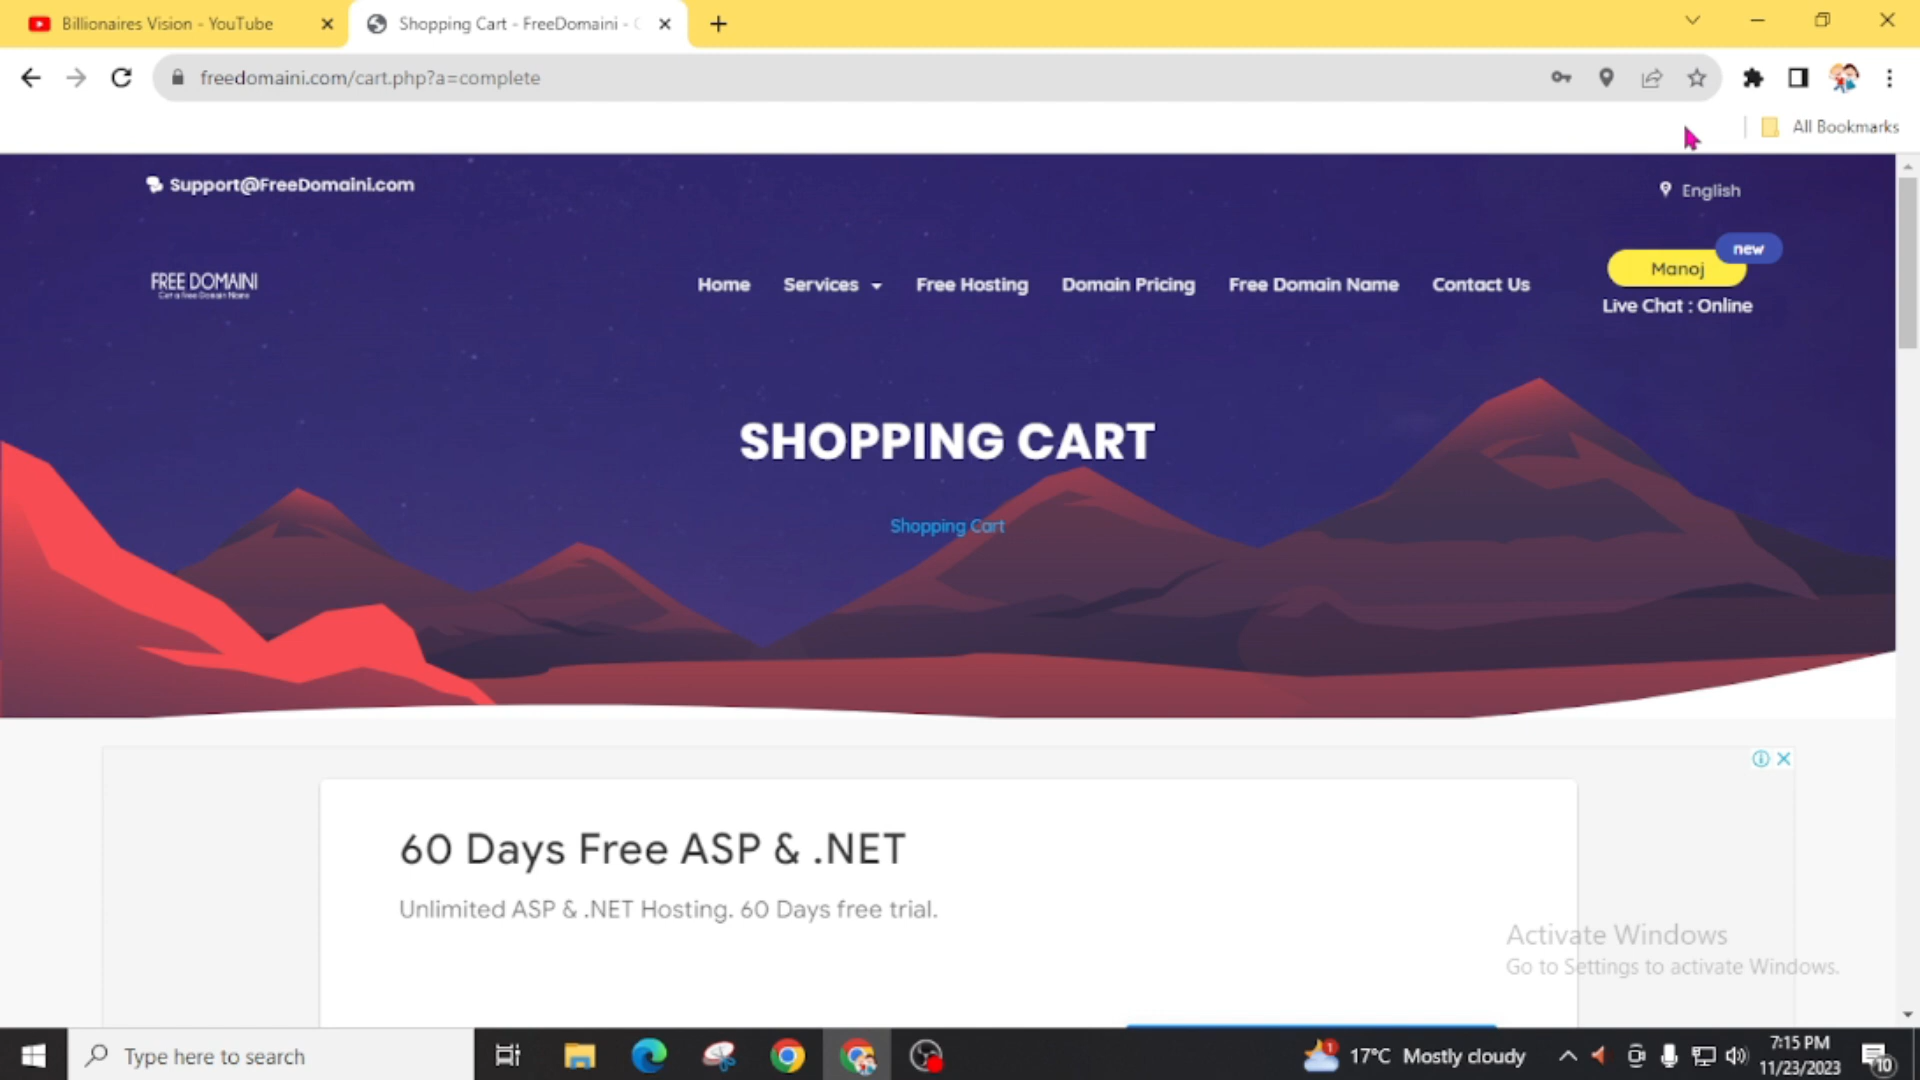 Billionaires Vision - YouTube
Shopping Cart - FreeDomaini -
freedomaini.com/cart.php?a=complete
All Bookmarks
Support@FreeDomaini.com
English
new
FREE DOMAINI
Manoj
Home Services Free Hosting Domain Pricing Free Domain Name Contact Us
Live Chat : Online
SHOPPING CART
Shopping Cart
60 Days Free ASP & .NET
Unlimited ASP & .NET Hosting. 60 Days free trial.
Activate Windows
Go to Settings to activate Windows.
Type here to search
1
17°C Mostly cloudy
7:15 PM
11/23/2023
10